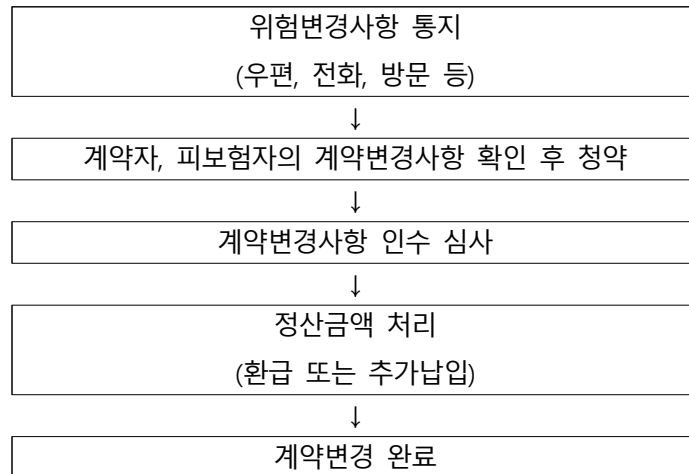 위험변경사항 통지
(우편, 전화, 방문 등)
↓
계약자, 피보험자의 계약변경사항 확인 후 청약
↓
계약변경사항 인수 심사
↓
정산금액 처리
(환급 또는 추가납입)
↓
계약변경 완료